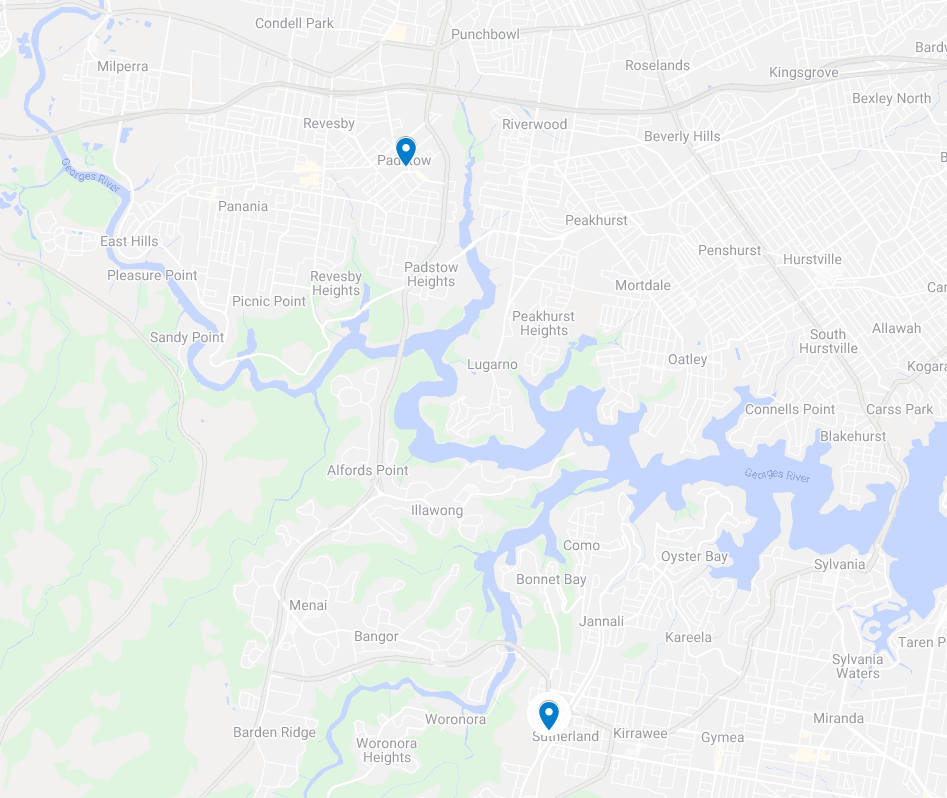 Condell Park
Punchbowl
Bardw
Milperra
Roselands
Kingsgrove
Bexley North
Revesby
Riverwood
Beverly Hills
Padstow
B
Georges River
Panania
Peakhurst
East Hills
Penshurst
Hurstville
Pleasure Point
Padstow
Heights
Revesby
Heights
Mortdale
Car
Picnic Point
Peakhurst
Heights
Sandy Point
South
Hurstville
Allawah
Lugarno
Oatley
Kogara
Connells Point
Carss Park
Blakehurst
Alfords Point
Georges River
Illawong
Como
Oyster Bay
Sylvania
Bonnet Bay
Menai
Jannali
Bangor
Kareela
Taren P
Sylvania
Waters
Woronora
Miranda
Barden Ridge
Sutherland
Kirrawee
Gymea
Woronora
Heights